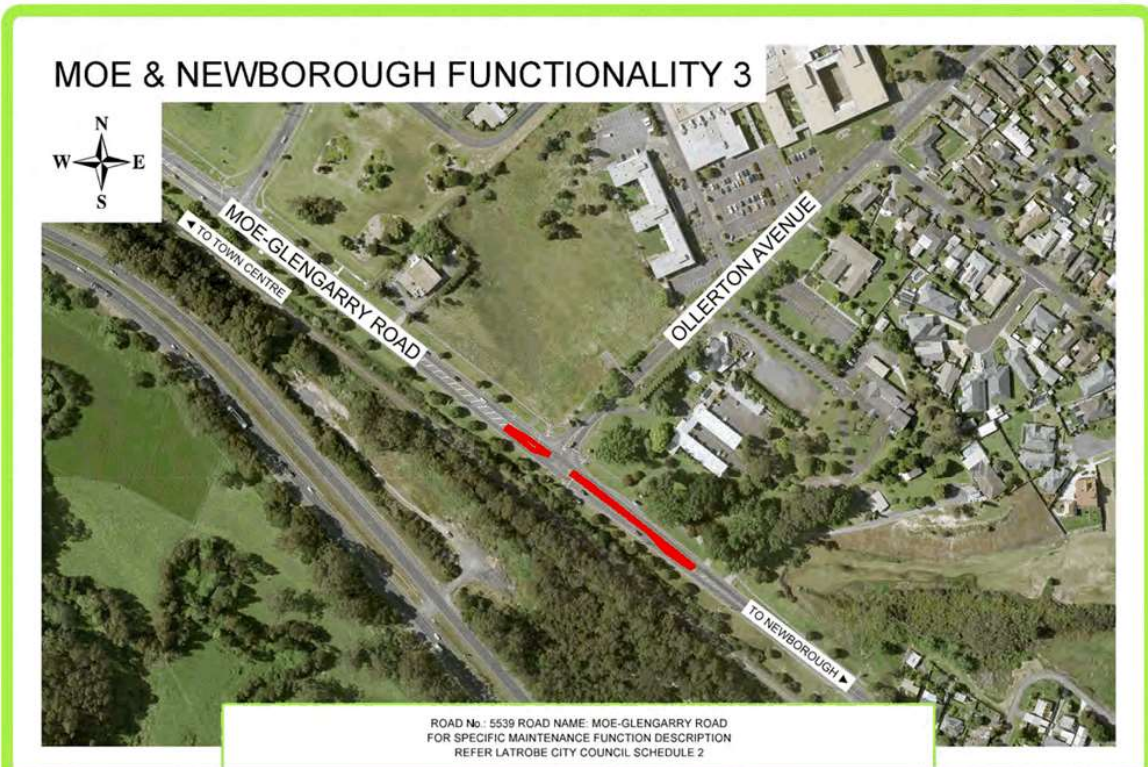 MOE & NEWBOROUGH FUNCTIONALITY 3
N
W E
S
MOE-GLENGARRY ROAD
◄ TO TOWN CENTRE
OLLERTON AVENUE
TO NEWBOROUGH ►
ROAD No.: 5539 ROAD NAME: MOE-GLENGARRY ROAD
FOR SPECIFIC MAINTENANCE FUNCTION DESCRIPTION
REFER LATROBE CITY COUNCIL SCHEDULE 2